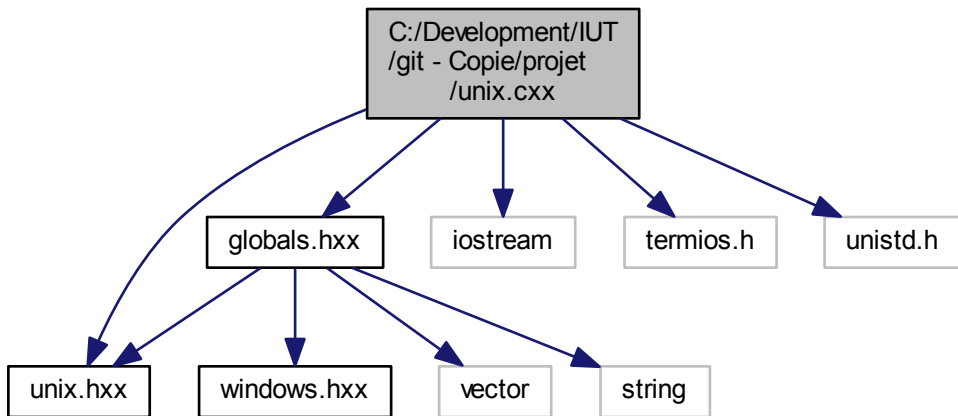 C:/Development/IUT
/git - Copie/projet
/unix.cxx
globals.hxx
iostream
termios.h
unistd.h
unix.hxx
windows.hxx
vector
string